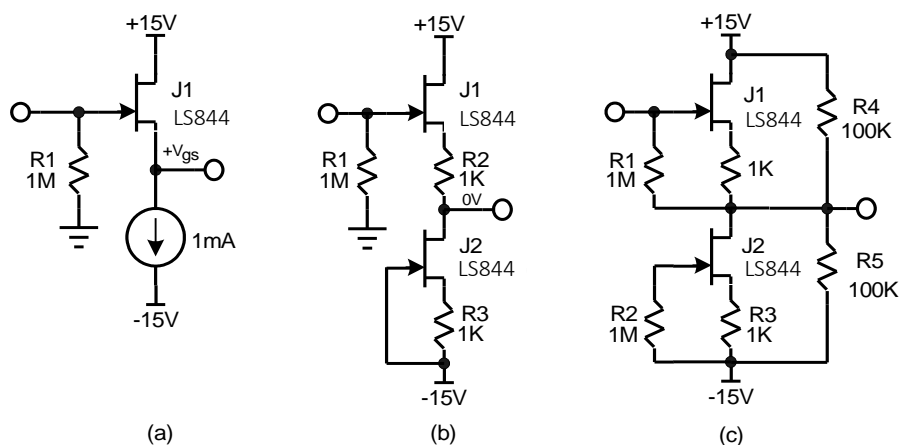 +15V
J1
LS844
R1
1M
+Vgs
1mA
-15V
(a)
+15V
J1
LS844
R1
1M
R2
1K
0V
J2
LS844
R3
1K
-15V
(b)
+15V
J1
LS844
R4
100K
R1
1M
1K
J2
LS844
R5
100K
R2
1M
R3
1K
-15V
(c)